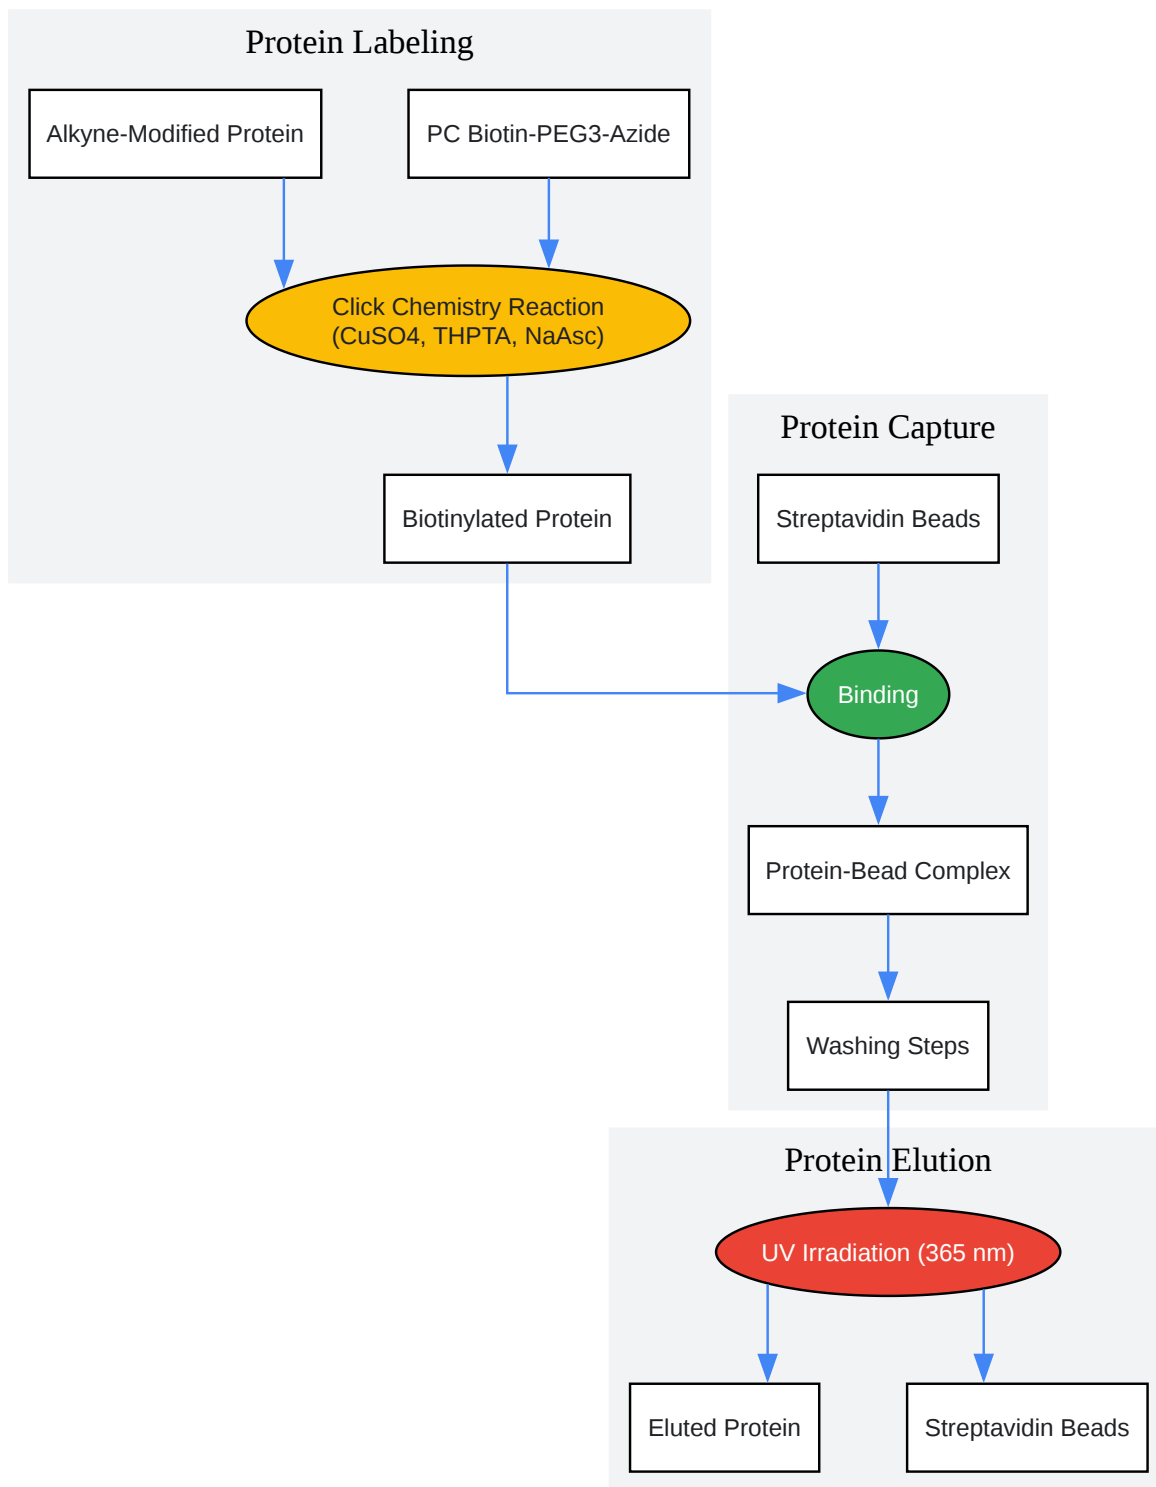 Protein Labeling
Alkyne-Modified Protein
PC Biotin-PEG3-Azide
Click Chemistry Reaction
(CuSO4, THPTA, NaAsc)
Biotinylated Protein
Protein Capture
Streptavidin Beads
Binding
Protein-Bead Complex
Washing Steps
Protein Elution
UV Irradiation (365 nm)
Eluted Protein
Streptavidin Beads